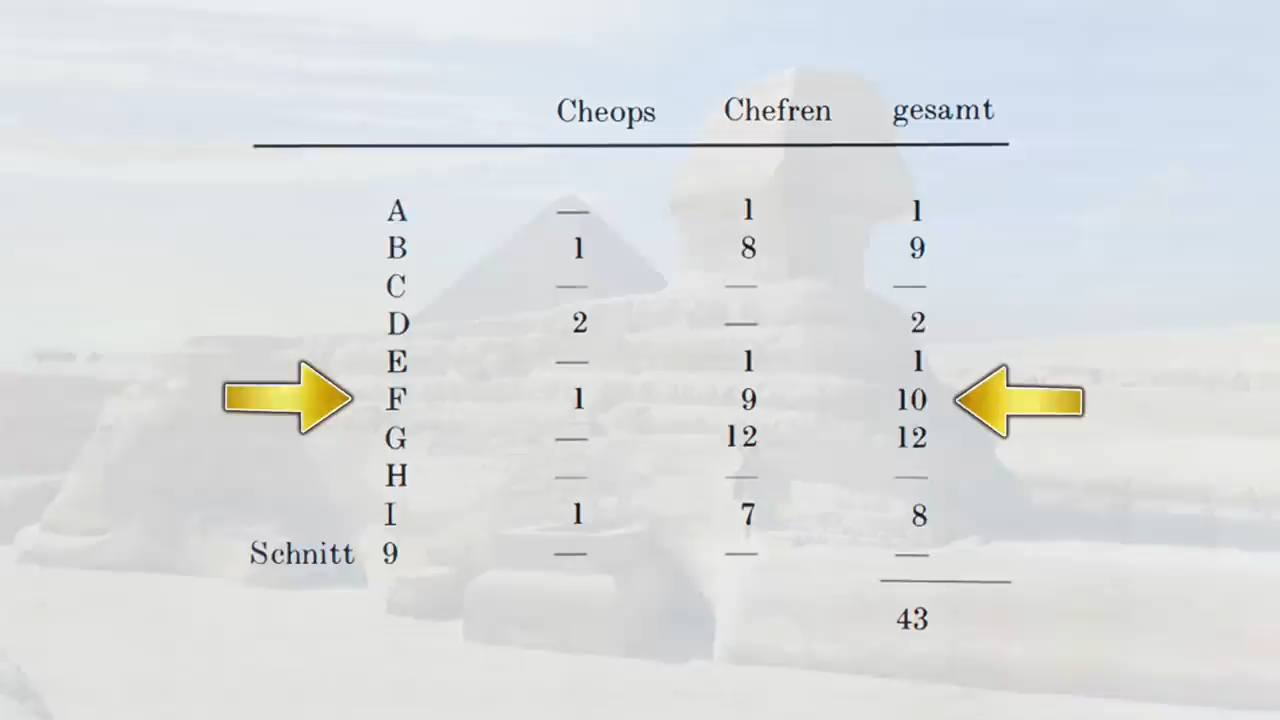 Cheops Chefren gesamt
A — 1 1
B 1 8 9
C — — —
D 2 — 2
E — 1 1
F 1 9 10
G — 12 12
H — — —
I 1 7 8
Schnitt 9 — — —
43